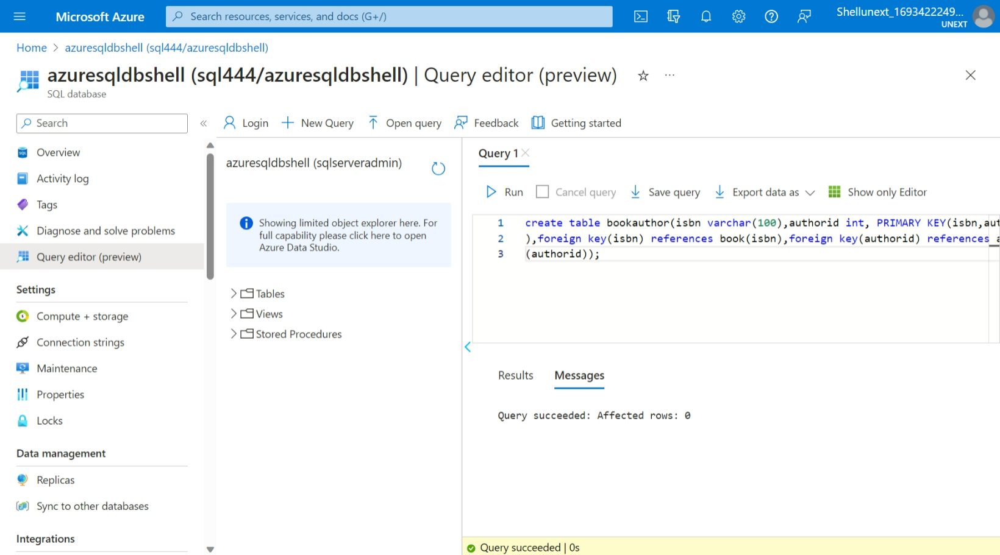 Microsoft Azure
Search resources, services, and docs (G+/)
Shellunext_1693422249...
UNEXT
Home > azuresqldbshell (sql444/azuresqldbshell)
azuresqldbshell (sql444/azuresqldbshell) | Query editor (preview)
SQL database
Search
«
Login
New Query
Open query
Feedback
Getting started
Overview
Activity log
Tags
Diagnose and solve problems
Query editor (preview)
Settings
Compute + storage
Connection strings
Maintenance
Properties
Locks
Data management
Replicas
Sync to other databases
Integrations
azuresqldbshell (sqlserveradmin)
Showing limited object explorer here. For
full capability please click here to open
Azure Data Studio.
Tables
Views
Stored Procedures
Query 1
Run
Cancel query
Save query
Export data as
Show only Editor
1 create table bookauthor(isbn varchar(100),authorid int, PRIMARY KEY(isbn,aut
2 ),foreign key(isbn) references book(isbn),foreign key(authorid) references a
3 (authorid));
Results
Messages
Query succeeded: Affected rows: 0
Query succeeded | 0s